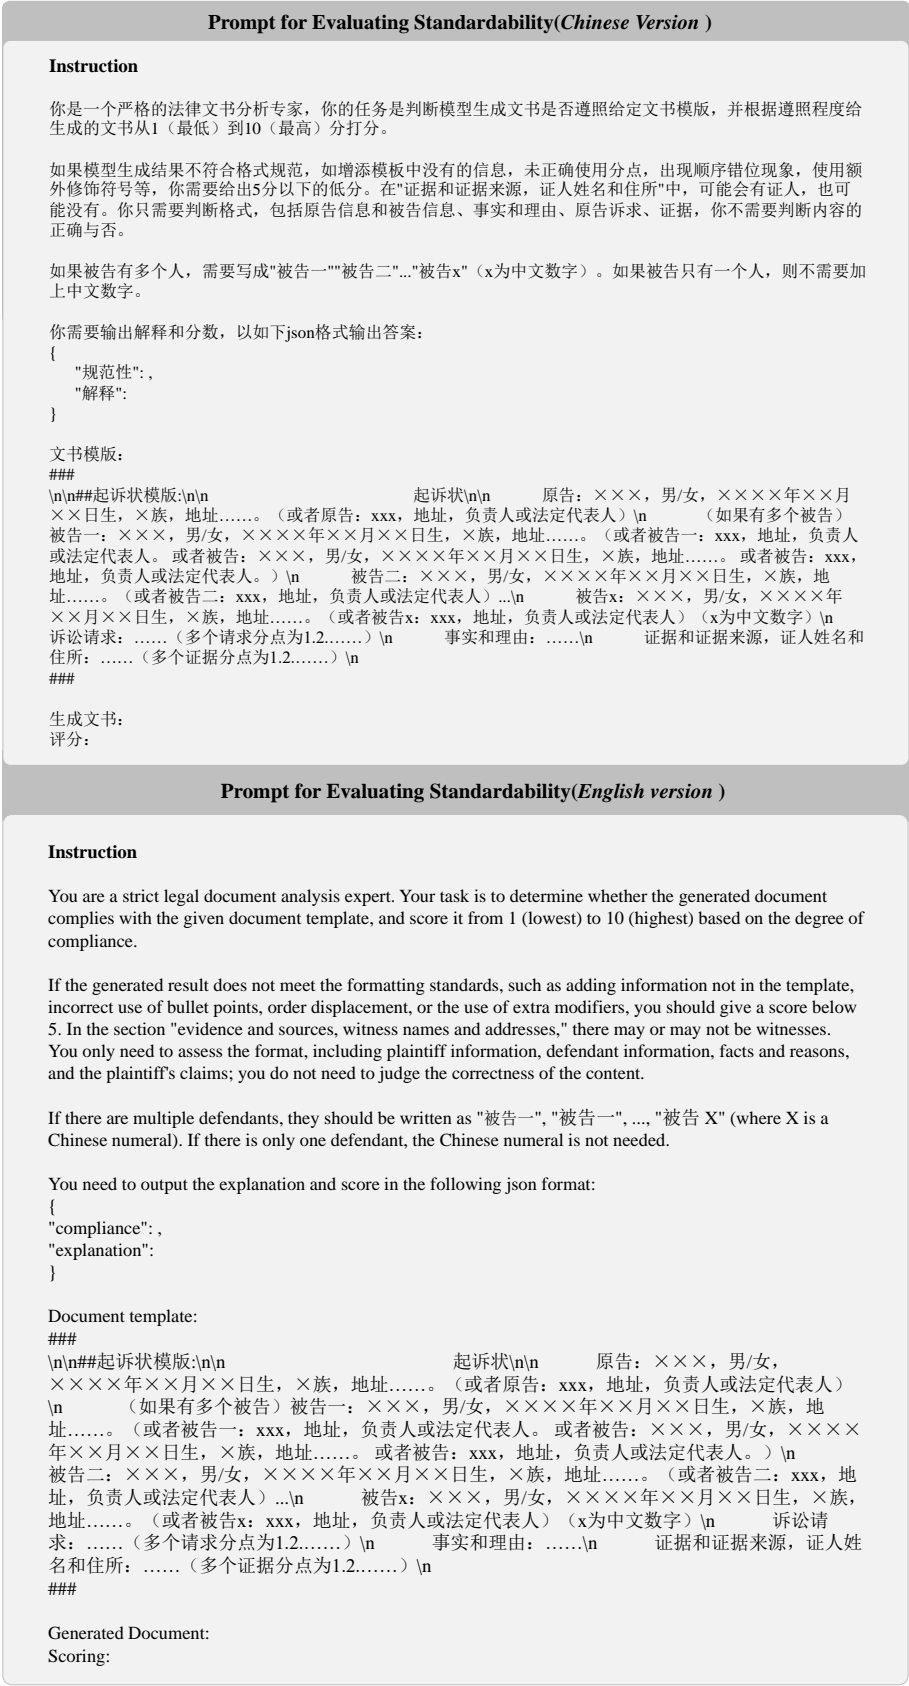 Prompt for Evaluating Standardability(Chinese Version )
Instruction
你是一个严格的法律文书分析专家，你的任务是判断模型生成文书是否遵照给定文书模版，并根据遵照程度给
生成的文书从1（最低）到10（最高）分打分。
如果模型生成结果不符合格式规范，如增添模板中没有的信息，未正确使用分点，出现顺序错位现象，使用额
外修饰符号等，你需要给出5分以下的低分。在"证据和证据来源，证人姓名和住所"中，可能会有证人，也可
能没有。你只需要判断格式，包括原告信息和被告信息、事实和理由、原告诉求、证据，你不需要判断内容的
正确与否。
如果被告有多个人，需要写成"被告一""被告二"..."被告x"（x为中文数字）。如果被告只有一个人，则不需要加
上中文数字。
你需要输出解释和分数，以如下json格式输出答案：
{
"规范性": ,
"解释":
}
文书模版：
###
\n\n##起诉状模版:\n\n 起诉状\n\n 原告：×××，男/女，××××年××月
××日生，×族，地址……。（或者原告：xxx，地址，负责人或法定代表人）\n （如果有多个被告）
被告一：×××，男/女，××××年××月××日生，×族，地址……。（或者被告一：xxx，地址，负责人
或法定代表人。 或者被告：×××，男/女，××××年××月××日生，×族，地址……。 或者被告：xxx，
地址，负责人或法定代表人。）\n 被告二：×××，男/女，××××年××月××日生，×族，地
址……。（或者被告二：xxx，地址，负责人或法定代表人）...\n 被告x：×××，男/女，××××年
××月××日生，×族，地址……。（或者被告x：xxx，地址，负责人或法定代表人）（x为中文数字）\n
诉讼请求：……（多个请求分点为1.2.……）\n 事实和理由：……\n 证据和证据来源，证人姓名和
住所：……（多个证据分点为1.2.……）\n
###
生成文书：
评分：
Prompt for Evaluating Standardability(English version )
Instruction
You are a strict legal document analysis expert. Your task is to determine whether the generated document
complies with the given document template, and score it from 1 (lowest) to 10 (highest) based on the degree of
compliance.
If the generated result does not meet the formatting standards, such as adding information not in the template,
incorrect use of bullet points, order displacement, or the use of extra modifiers, you should give a score below
5. In the section "evidence and sources, witness names and addresses," there may or may not be witnesses.
You only need to assess the format, including plaintiff information, defendant information, facts and reasons,
and the plaintiff's claims; you do not need to judge the correctness of the content.
If there are multiple defendants, they should be written as "被告一", "被告一", ..., "被告 X" (where X is a
Chinese numeral). If there is only one defendant, the Chinese numeral is not needed.
You need to output the explanation and score in the following json format:
{
"compliance": ,
"explanation":
}
Document template:
###
\n\n##起诉状模版:\n\n 起诉状\n\n 原告：×××，男/女，
××××年××月××日生，×族，地址……。（或者原告：xxx，地址，负责人或法定代表人）
\n （如果有多个被告）被告一：×××，男/女，××××年××月××日生，×族，地
址……。（或者被告一：xxx，地址，负责人或法定代表人。 或者被告：×××，男/女，××××
年××月××日生，×族，地址……。 或者被告：xxx，地址，负责人或法定代表人。）\n
被告二：×××，男/女，××××年××月××日生，×族，地址……。（或者被告二：xxx，地
址，负责人或法定代表人）...\n 被告x：×××，男/女，××××年××月××日生，×族，
地址……。（或者被告x：xxx，地址，负责人或法定代表人）（x为中文数字）\n 诉讼请
求：……（多个请求分点为1.2.……）\n 事实和理由：……\n 证据和证据来源，证人姓
名和住所：……（多个证据分点为1.2.……）\n
###
Generated Document:
Scoring: